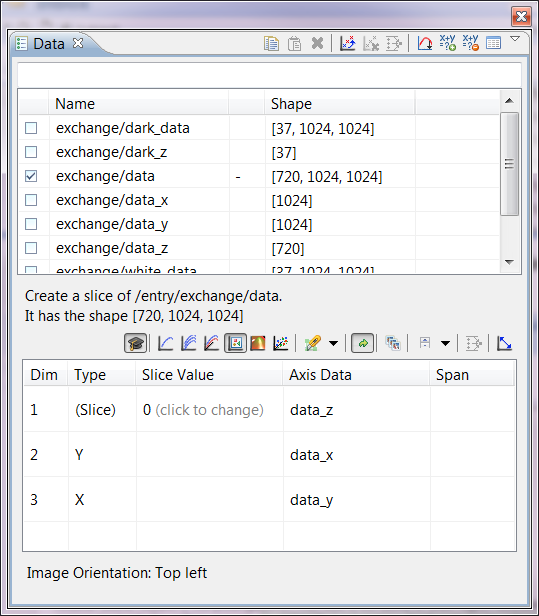 Data
Name Shape
exchange/dark_data [37, 1024, 1024]
exchange/dark_z [37]
exchange/data - [720, 1024, 1024]
exchange/data_x [1024]
exchange/data_y [1024]
exchange/data_z [720]
exchange/white_data [37, 1024, 1024]
Create a slice of /entry/exchange/data.
It has the shape [720, 1024, 1024]
Dim Type Slice Value Axis Data Span
1 (Slice) 0 (click to change) data_z
2 Y data_x
3 X data_y
Image Orientation: Top left